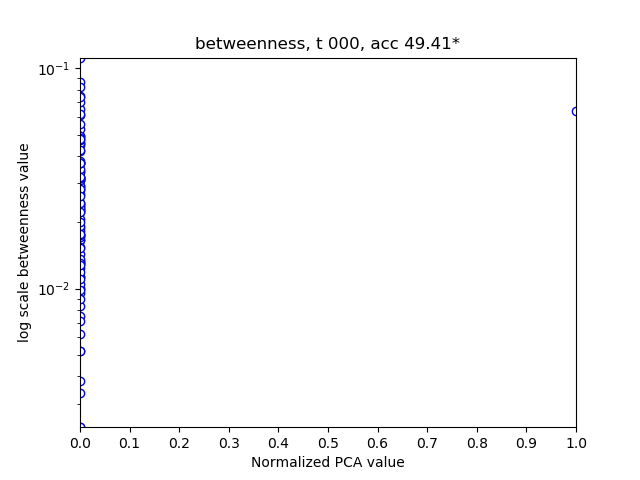 betweenness, t 000, acc 49.41*
log scale betweenness value
10⁻¹
10⁻²
0.0 0.1 0.2 0.3 0.4 0.5 0.6 0.7 0.8 0.9 1.0
Normalized PCA value